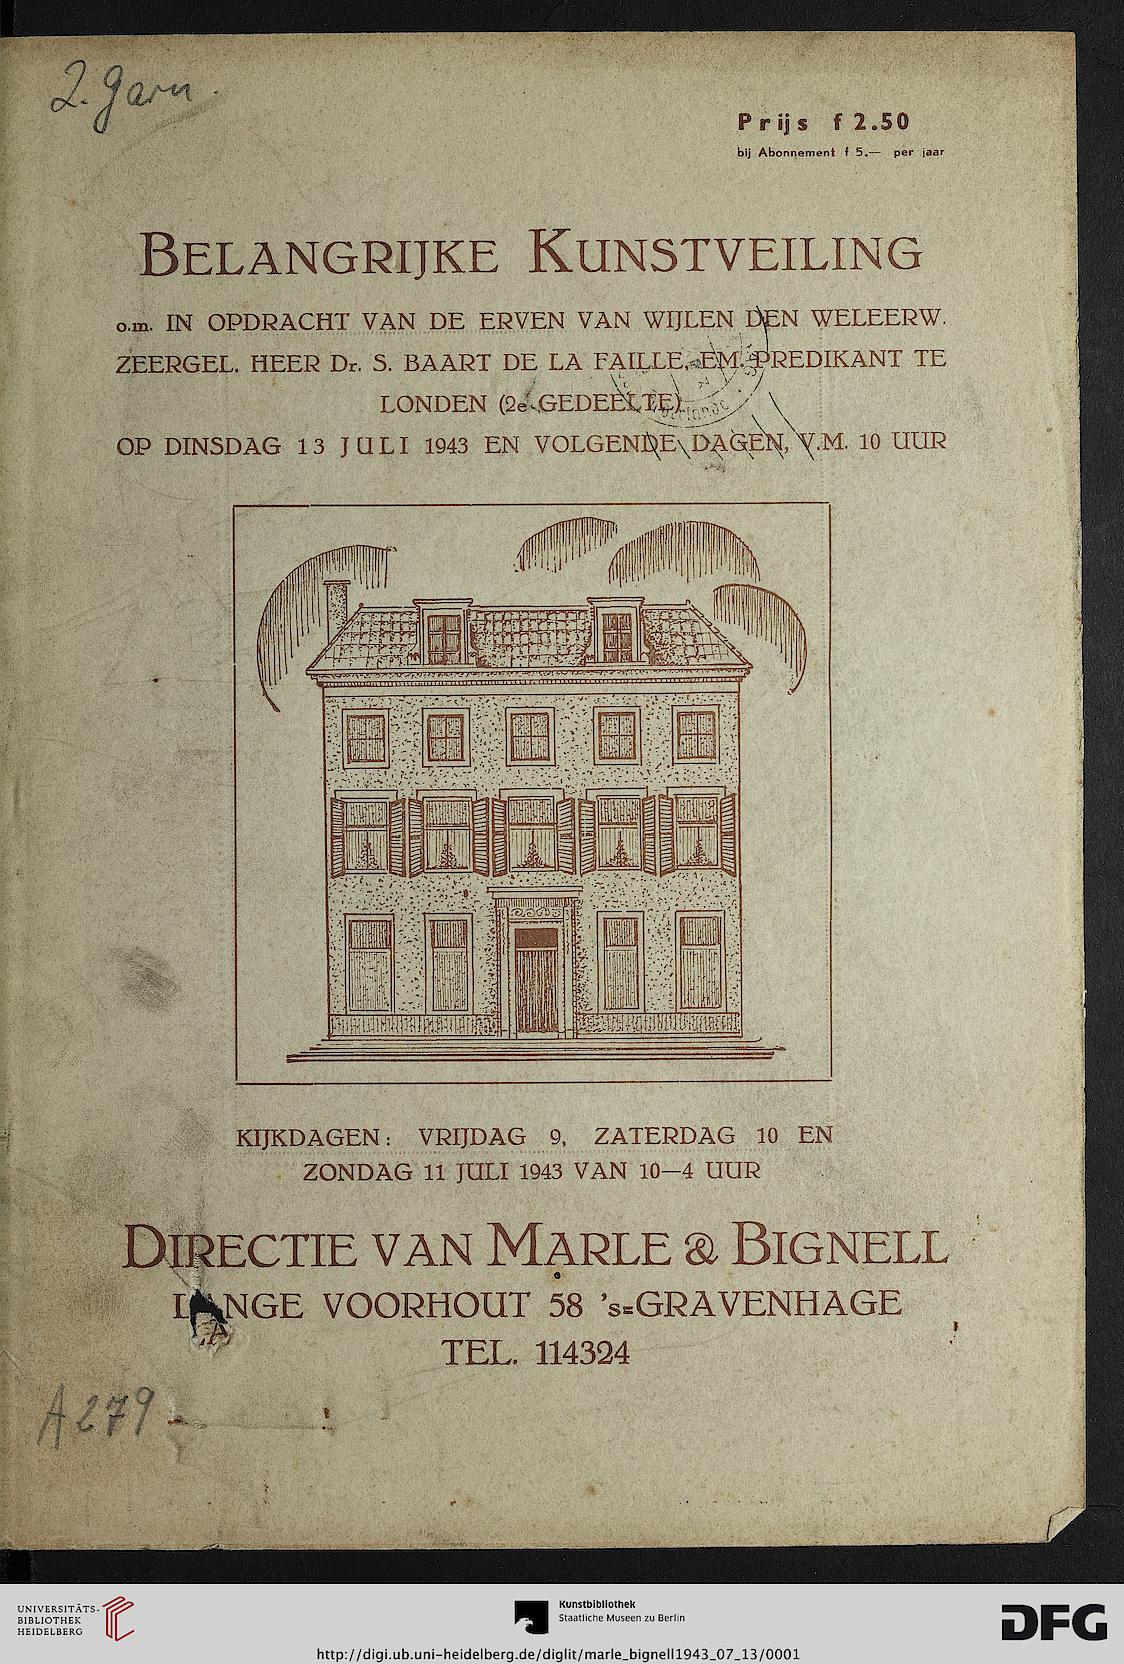 2. Garn.
Prijs f 2.50
bij Abonnement f 5.— per jaar
BELANGRIJKE KUNSTVEILING
o.m. IN OPDRACHT VAN DE ERVEN VAN WIJLEN DEN WELEERW.
ZEERGEL. HEER Dr. S. BAART DE LA FAILLE, EM. PREDIKANT TE
LONDEN (2e GEDEELTE)
OP DINSDAG 13 JULI 1943 EN VOLGENDE DAGEN, V.M. 10 UUR
KIJKDAGEN: VRIJDAG 9, ZATERDAG 10 EN
ZONDAG 11 JULI 1943 VAN 10—4 UUR
DIRECTIE VAN MARLE & BIGNELL
LANGE VOORHOUT 58 's=GRAVENHAGE
TEL. 114324
A 279
UNIVERSITÄTS-
BIBLIOTHEK
HEIDELBERG
Kunstbibliothek
Staatliche Museen zu Berlin
DFG
http://digi.ub.uni-heidelberg.de/diglit/marle_bignell1943_07_13/0001